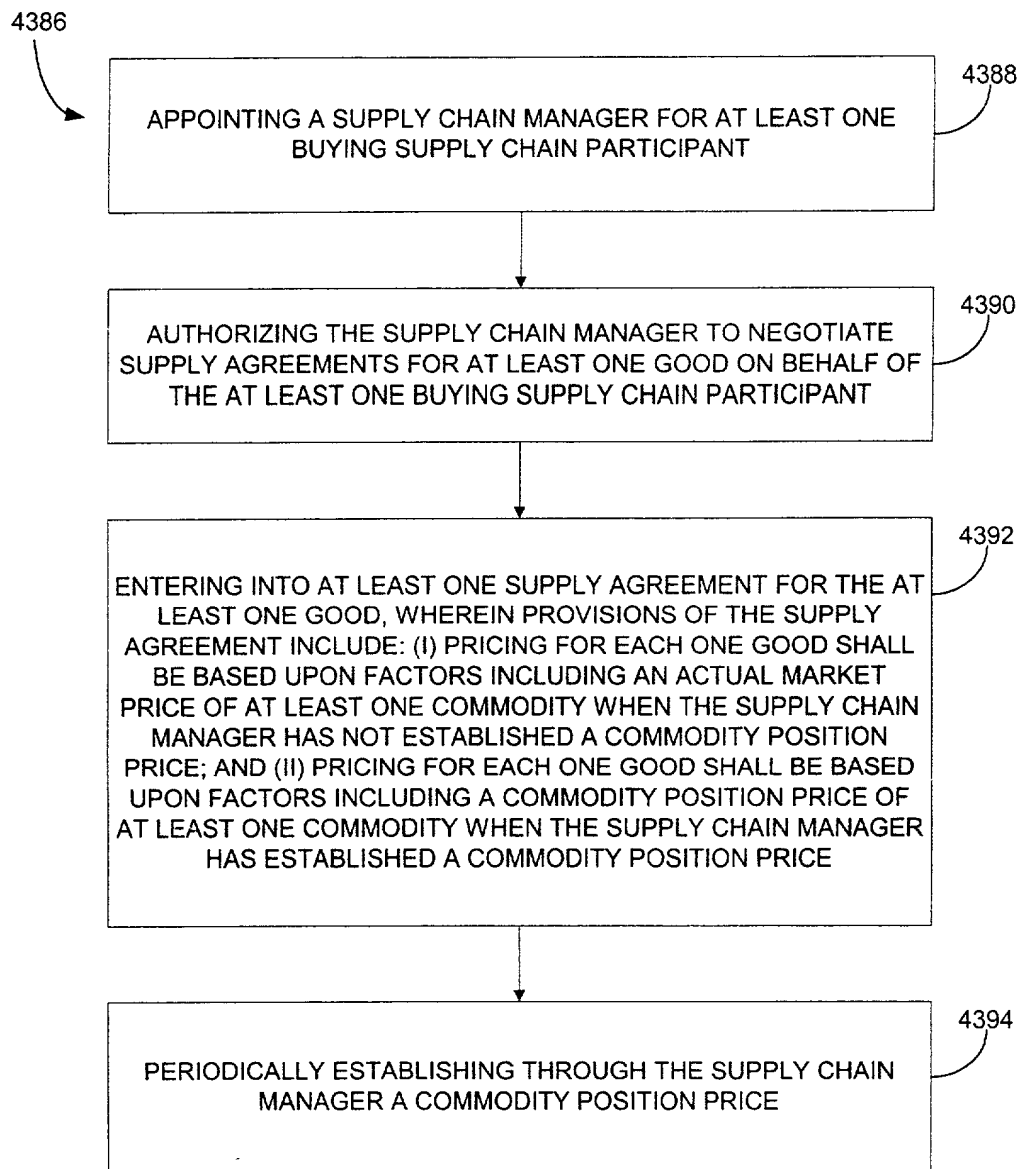 4386
4388
APPOINTING A SUPPLY CHAIN MANAGER FOR AT LEAST ONE
BUYING SUPPLY CHAIN PARTICIPANT
4390
AUTHORIZING THE SUPPLY CHAIN MANAGER TO NEGOTIATE
SUPPLY AGREEMENTS FOR AT LEAST ONE GOOD ON BEHALF OF
THE AT LEAST ONE BUYING SUPPLY CHAIN PARTICIPANT
4392
ENTERING INTO AT LEAST ONE SUPPLY AGREEMENT FOR THE AT
LEAST ONE GOOD, WHEREIN PROVISIONS OF THE SUPPLY
AGREEMENT INCLUDE: (I) PRICING FOR EACH ONE GOOD SHALL
BE BASED UPON FACTORS INCLUDING AN ACTUAL MARKET
PRICE OF AT LEAST ONE COMMODITY WHEN THE SUPPLY CHAIN
MANAGER HAS NOT ESTABLISHED A COMMODITY POSITION
PRICE; AND (II) PRICING FOR EACH ONE GOOD SHALL BE BASED
UPON FACTORS INCLUDING A COMMODITY POSITION PRICE OF
AT LEAST ONE COMMODITY WHEN THE SUPPLY CHAIN MANAGER
HAS ESTABLISHED A COMMODITY POSITION PRICE
4394
PERIODICALLY ESTABLISHING THROUGH THE SUPPLY CHAIN
MANAGER A COMMODITY POSITION PRICE